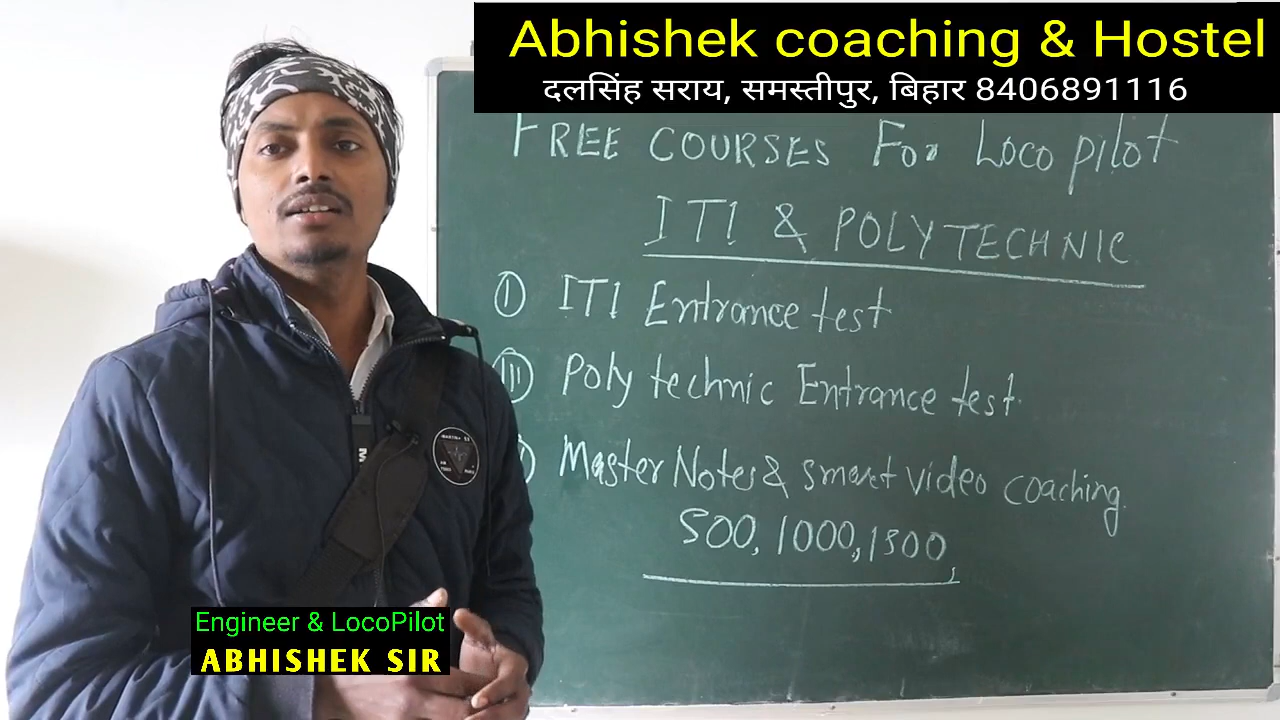 Abhishek coaching & Hostel
दलसिंह सराय, समस्तीपुर, बिहार 8406891116
FREE COURSES For Loco pilot
ITI & POLYTECHNIC
I ITI Entrance test
III Poly technic Entrance test.
Master Notes & smart video coaching.
500, 1000, 1500
Engineer & LocoPilot
ABHISHEK SIR